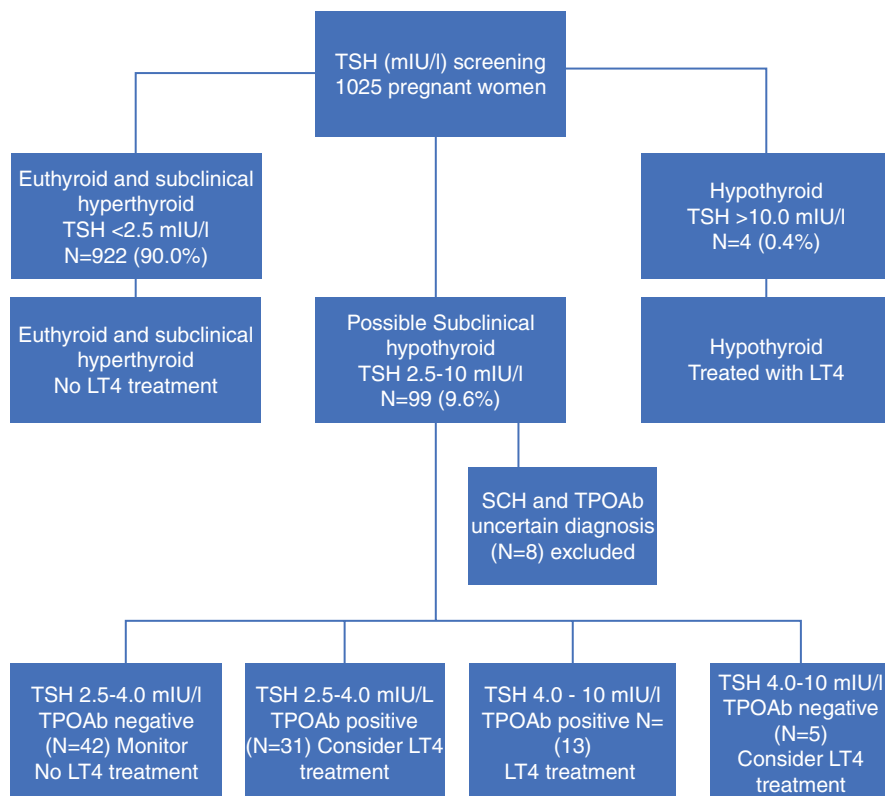 TSH (mIU/l) screening
1025 pregnant women
Euthyroid and subclinical
hyperthyroid
TSH <2.5 mIU/l
N=922 (90.0%)
Hypothyroid
TSH >10.0 mIU/l
N=4 (0.4%)
Euthyroid and subclinical
hyperthyroid
No LT4 treatment
Possible Subclinical
hypothyroid
TSH 2.5-10 mIU/l
N=99 (9.6%)
Hypothyroid
Treated with LT4
SCH and TPOAb
uncertain diagnosis
(N=8) excluded
TSH 2.5-4.0 mIU/l
TPOAb negative
(N=42) Monitor
No LT4 treatment
TSH 2.5-4.0 mIU/L
TPOAb positive
(N=31) Consider LT4
treatment
TSH 4.0 - 10 mIU/l
TPOAb positive N=
(13)
LT4 treatment
TSH 4.0-10 mIU/l
TPOAb negative
(N=5)
Consider LT4
treatment